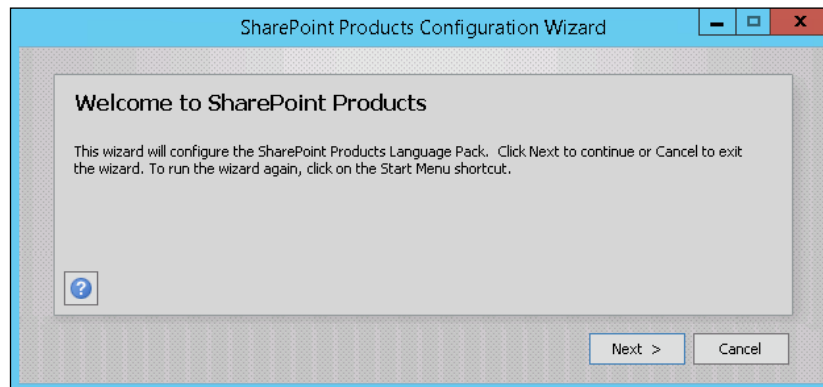 SharePoint Products Configuration Wizard
Welcome to SharePoint Products
This wizard will configure the SharePoint Products Language Pack.  Click Next to continue or Cancel to exit
the wizard. To run the wizard again, click on the Start Menu shortcut.
?
Next >
Cancel